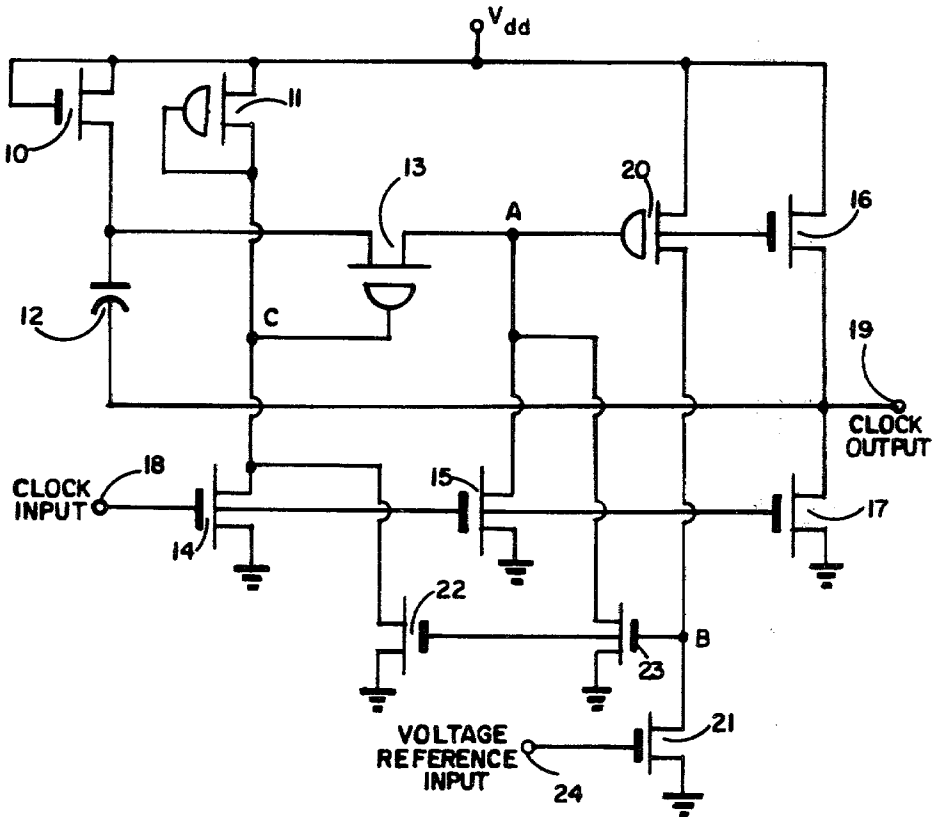 Vdd
10
11
13
A
20
16
12
C
19
CLOCK
OUTPUT
CLOCK
INPUT
18
14
15
17
22
23
B
21
VOLTAGE
REFERENCE
INPUT
24